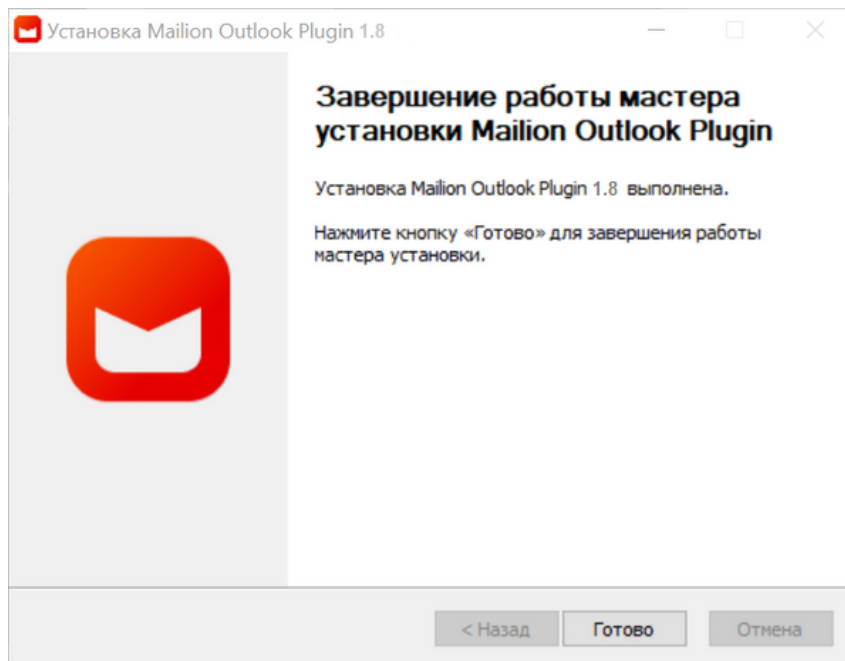 Установка Mailion Outlook Plugin 1.8
Завершение работы мастера
установки Mailion Outlook Plugin
Установка Mailion Outlook Plugin 1.8 выполнена.
Нажмите кнопку «Готово» для завершения работы
мастера установки.
< Назад
Готово
Отмена